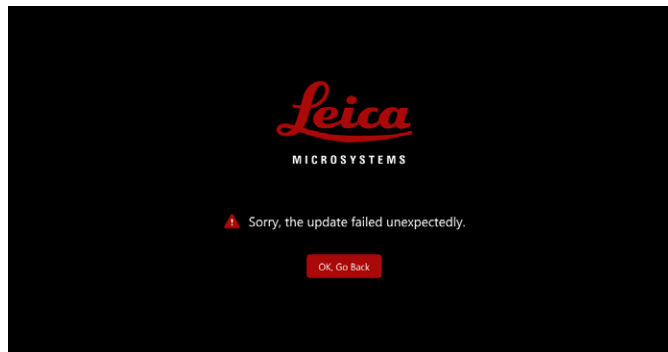 Leica
MICROSYSTEMS
Sorry, the update failed unexpectedly.
OK, Go Back